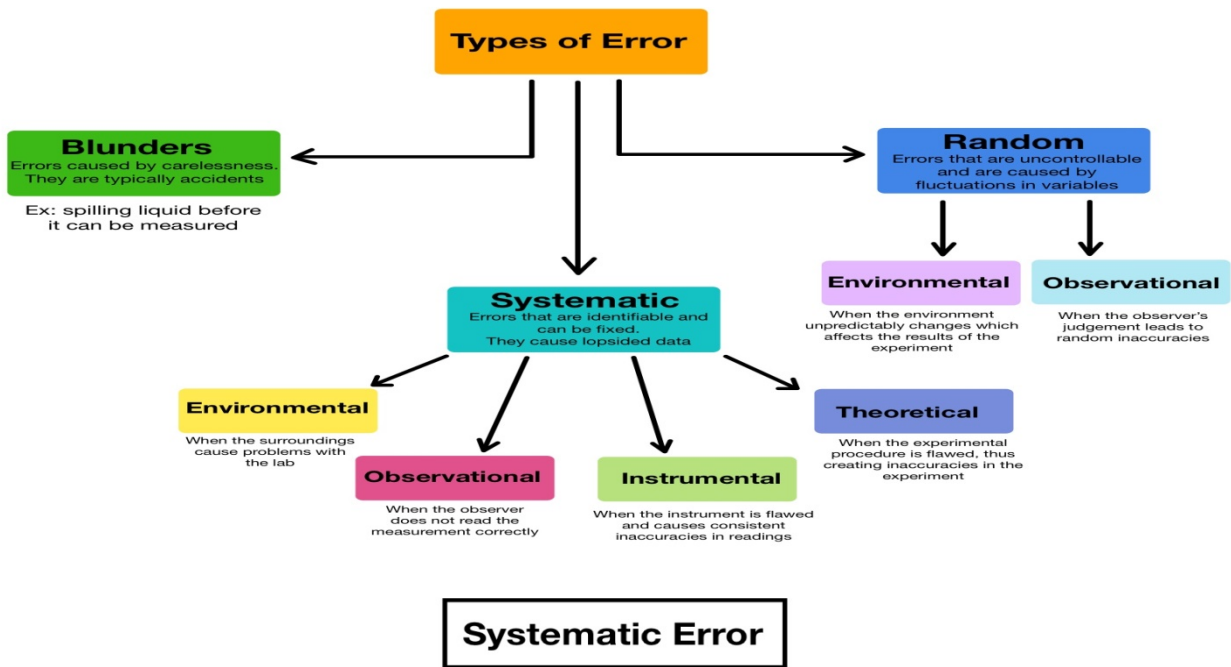 Types of Error
Blunders
Errors caused by carelessness.
They are typically accidents
Ex: spilling liquid before
it can be measured
Random
Errors that are uncontrollable
and are caused by
fluctuations in variables
Environmental
When the environment
unpredictably changes which
affects the results of the
experiment
Observational
When the observer's
judgement leads to
random inaccuracies
Systematic
Errors that are identifiable and
can be fixed.
They cause lopsided data
Environmental
When the surroundings
cause problems with
the lab
Observational
When the observer
does not read the
measurement correctly
Instrumental
When the instrument is flawed
and causes consistent
inaccuracies in readings
Theoretical
When the experimental
procedure is flawed, thus
creating inaccuracies in the
experiment
Systematic Error